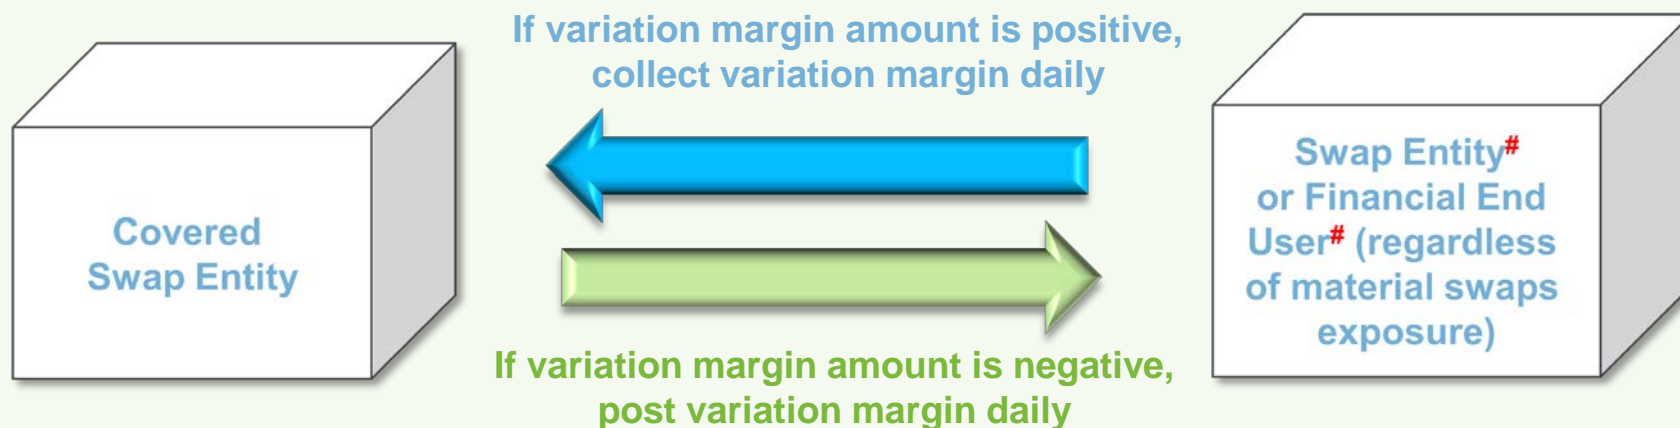 If variation margin amount is positive,
collect variation margin daily
Covered
Swap Entity
Swap Entity#
or Financial End
User# (regardless
of material swaps
exposure)
If variation margin amount is negative,
post variation margin daily